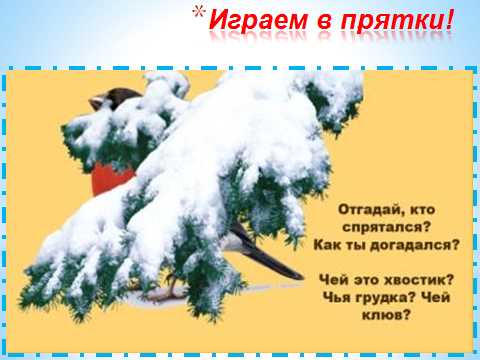 * Играем в прятки!
Отгадай, кто
спрятался?
Как ты догадался?
Чей это хвостик?
Чья грудка? Чей
клюв?